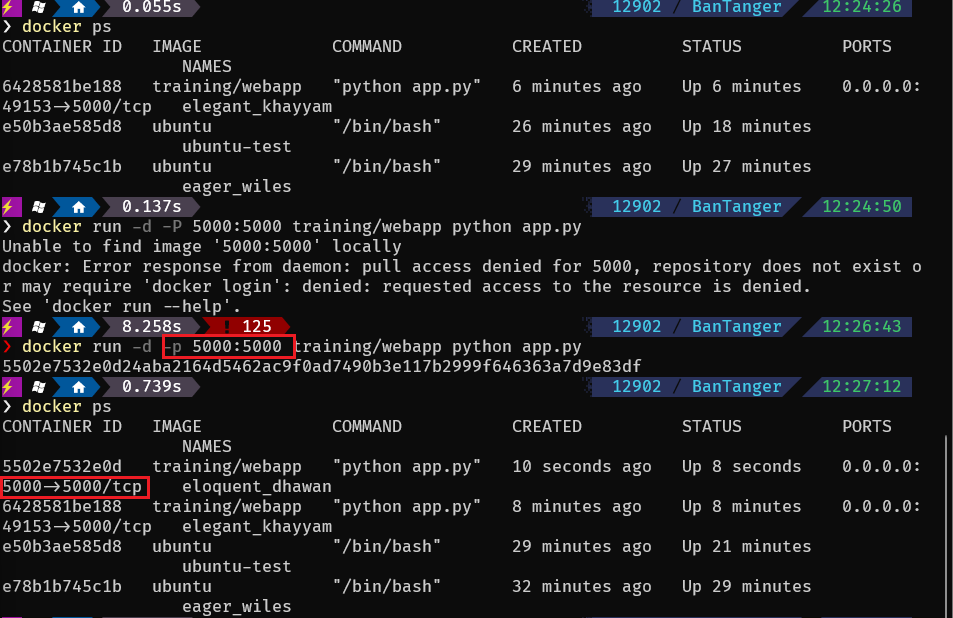 0.055s 12902 / BanTanger 12:24:26
❯ docker ps
CONTAINER ID IMAGE COMMAND CREATED STATUS PORTS
NAMES
6428581be188 training/webapp "python app.py" 6 minutes ago Up 6 minutes 0.0.0.0:
49153->5000/tcp elegant_khayyam
e50b3ae585d8 ubuntu "/bin/bash" 26 minutes ago Up 18 minutes
ubuntu-test
e78b1b745c1b ubuntu "/bin/bash" 29 minutes ago Up 27 minutes
eager_wiles
0.137s 12902 / BanTanger 12:24:50
❯ docker run -d -P 5000:5000 training/webapp python app.py
Unable to find image '5000:5000' locally
docker: Error response from daemon: pull access denied for 5000, repository does not exist o
r may require 'docker login': denied: requested access to the resource is denied.
See 'docker run --help'.
8.258s ! 125 12902 / BanTanger 12:26:43
❯ docker run -d -p 5000:5000 training/webapp python app.py
5502e7532e0d24aba2164d5462ac9f0ad7490b3e117b2999f646363a7d9e83df
0.739s 12902 / BanTanger 12:27:12
❯ docker ps
CONTAINER ID IMAGE COMMAND CREATED STATUS PORTS
NAMES
5502e7532e0d training/webapp "python app.py" 10 seconds ago Up 8 seconds 0.0.0.0:
5000->5000/tcp eloquent_dhawan
6428581be188 training/webapp "python app.py" 8 minutes ago Up 8 minutes 0.0.0.0:
49153->5000/tcp elegant_khayyam
e50b3ae585d8 ubuntu "/bin/bash" 29 minutes ago Up 21 minutes
ubuntu-test
e78b1b745c1b ubuntu "/bin/bash" 32 minutes ago Up 29 minutes
eager_wiles